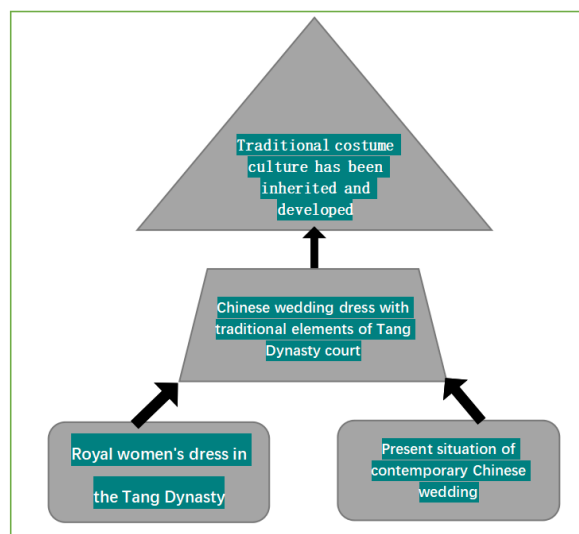 Traditional costume
culture has been
inherited and
developed
Chinese wedding dress with
traditional elements of Tang
Dynasty court
Royal women's dress in
the Tang Dynasty
Present situation of
contemporary Chinese
wedding